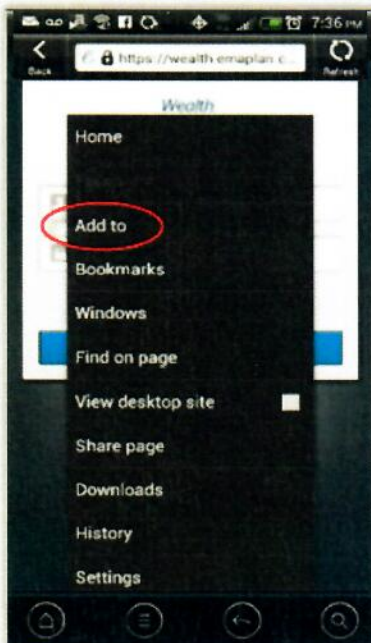 7:36 PM
https://wealth.emaplan.c...
Back
Refresh
Wealth
Home
Add to
Bookmarks
Windows
Find on page
View desktop site
Share page
Downloads
History
Settings